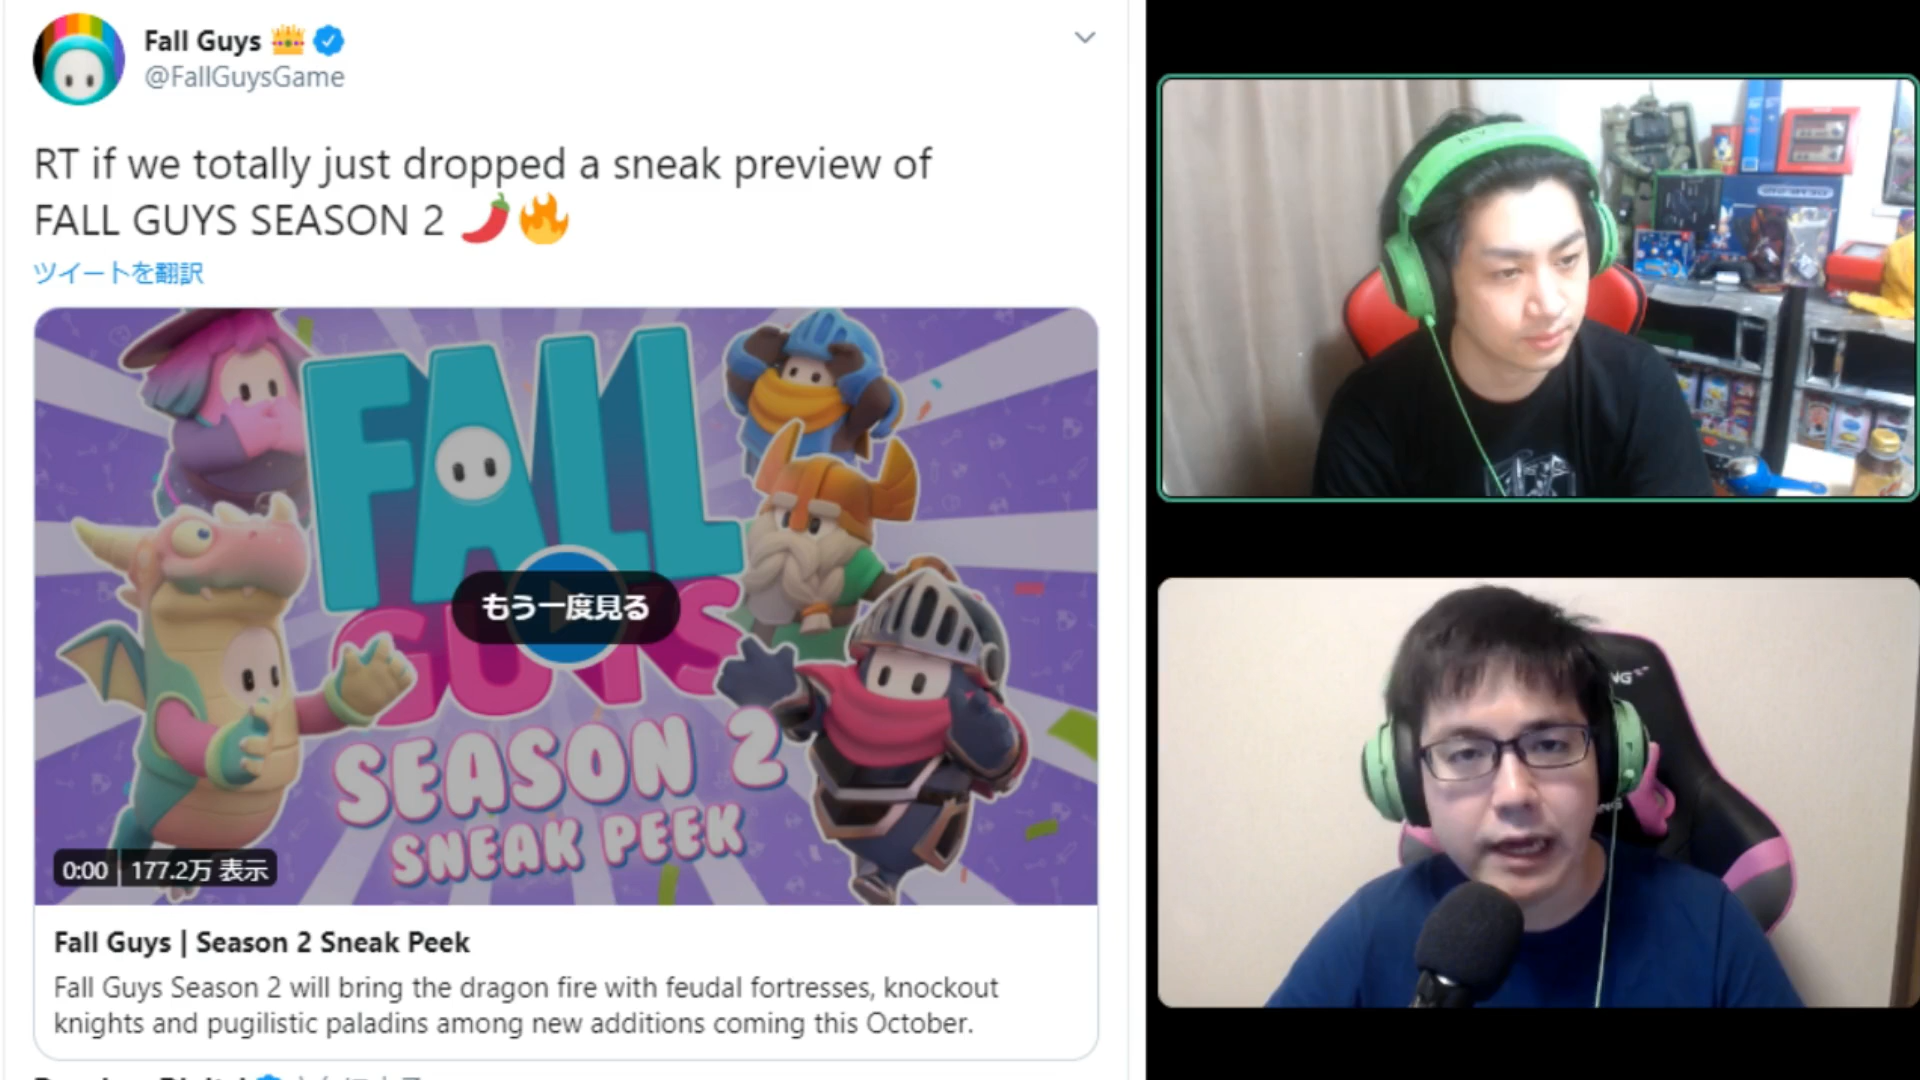 Fall Guys
@FallGuysGame
RT if we totally just dropped a sneak preview of
FALL GUYS SEASON 2
ツイートを翻訳
FALL
GUYS
SEASON 2
SNEAK PEEK
もう一度見る
0:00 | 177.2万 表示
Fall Guys | Season 2 Sneak Peek
Fall Guys Season 2 will bring the dragon fire with feudal fortresses, knockout
knights and pugilistic paladins among new additions coming this October.